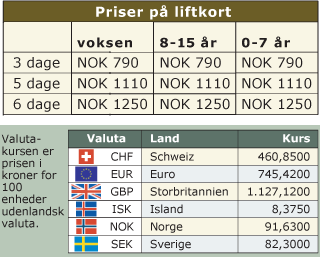 Priser på liftkort
voksen 8-15 år 0-7 år
3 dage NOK 790 NOK 790 NOK 790
5 dage NOK 1110 NOK 1110 NOK 1110
6 dage NOK 1250 NOK 1250 NOK 1250
Valuta-
kursen er
prisen i
kroner for
100
enheder
udenlandsk
valuta.
Valuta Land Kurs
CHF Schweiz 460,8500
EUR Euro 745,4200
GBP Storbritannien 1.127,1200
ISK Island 8,3750
NOK Norge 91,6300
SEK Sverige 82,3000